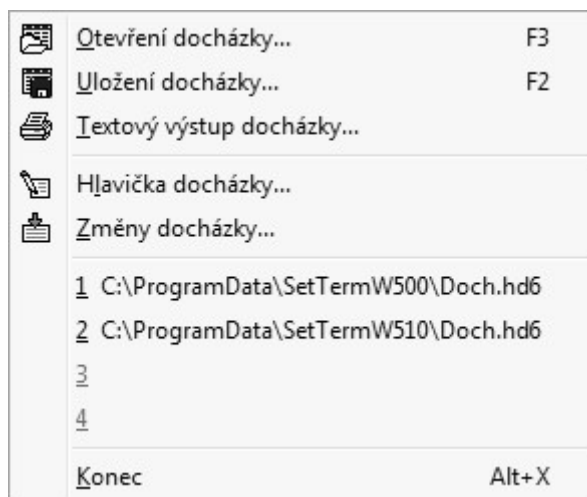 Otevření docházky... F3
Uložení docházky... F2
Textový výstup docházky...
Hlavička docházky...
Změny docházky...
1 C:\ProgramData\SetTermW500\Doch.hd6
2 C:\ProgramData\SetTermW510\Doch.hd6
3
4
Konec Alt+X